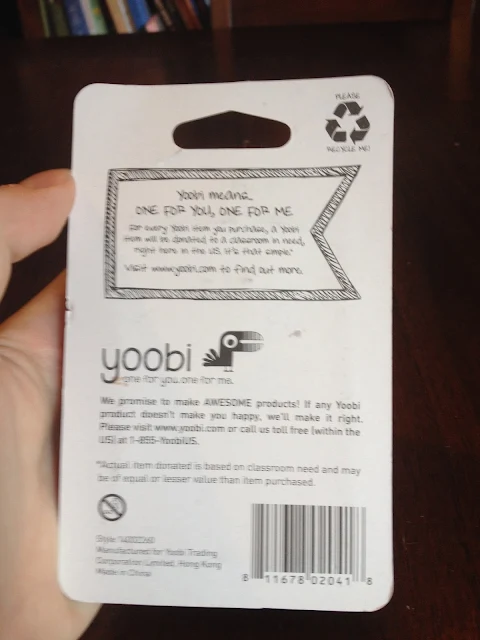 PLEASE
RECYCLE ME!
Yoobi means...
ONE FOR YOU, ONE FOR ME
For every Yoobi item you purchase, a Yoobi
item will be donated to a classroom in need,
right here in the US. It's that simple!*
Visit www.yoobi.com to find out more.
yoobi
one for you. one for me.
We promise to make AWESOME products! If any Yoobi
product doesn't make you happy, we'll make it right.
Please visit www.yoobi.com or call us toll free (within the
US) at 1-855-YoobiUS.
*Actual item donated is based on classroom need and may
be of equal or lesser value than item purchased.
Style
Manufactured for Yoobi Trading
Corporation Limited, Hong Kong
Made in China
8 11678 02041 8